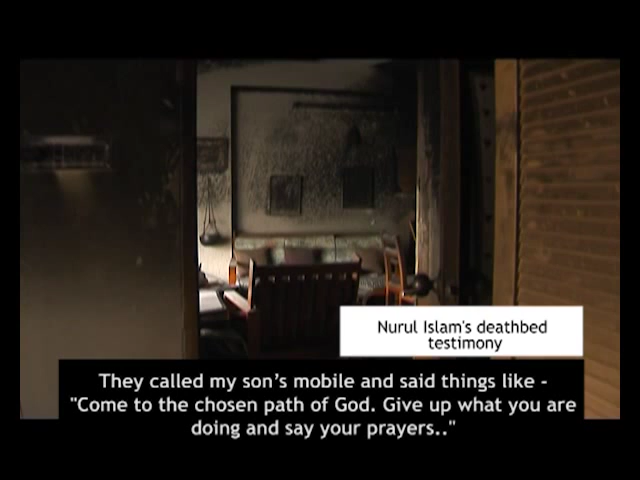 Nurul Islam's deathbed
testimony
They called my son's mobile and said things like -
"Come to the chosen path of God. Give up what you are
doing and say your prayers.."